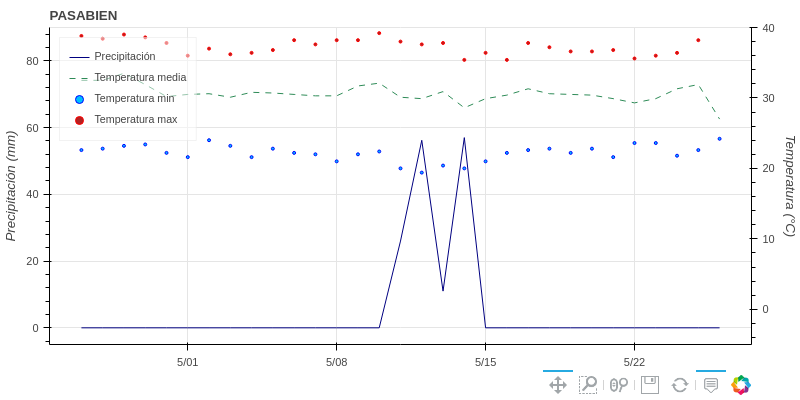 PASABIEN
Precipitación
Temperatura media
Temperatura min
Temperatura max
80
60
40
20
0
40
30
20
10
0
Precipitación (mm)
Temperatura (°C)
5/01
5/08
5/15
5/22